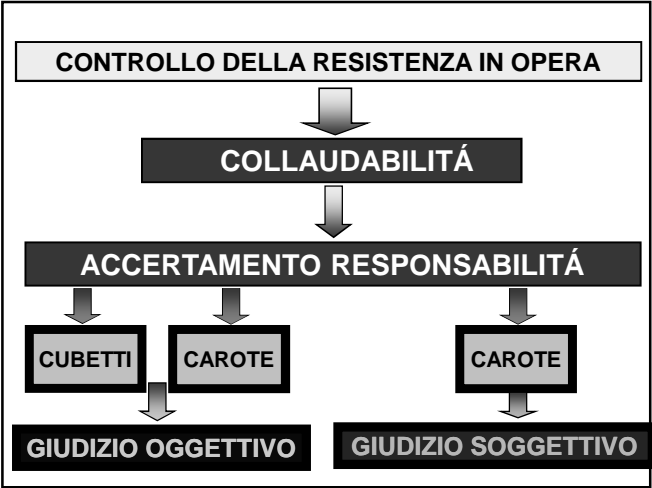 CONTROLLO DELLA RESISTENZA IN OPERA
COLLAUDABILITÁ
ACCERTAMENTO RESPONSABILITÁ
CUBETTI
CAROTE
CAROTE
GIUDIZIO OGGETTIVO
GIUDIZIO SOGGETTIVO